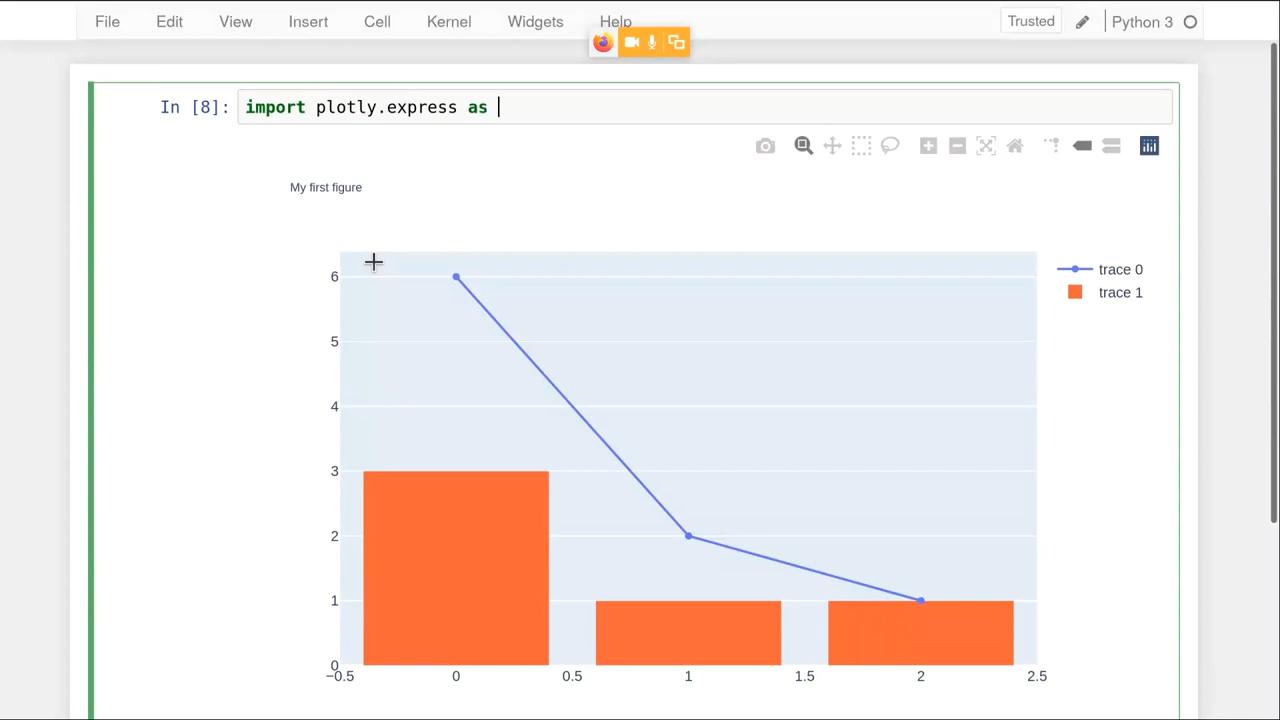 File Edit View Insert Cell Kernel Widgets Help Trusted Python 3
In [8]: import plotly.express as
My first figure
6
5
4
3
2
1
0
−0.5 0 0.5 1 1.5 2 2.5
trace 0
trace 1